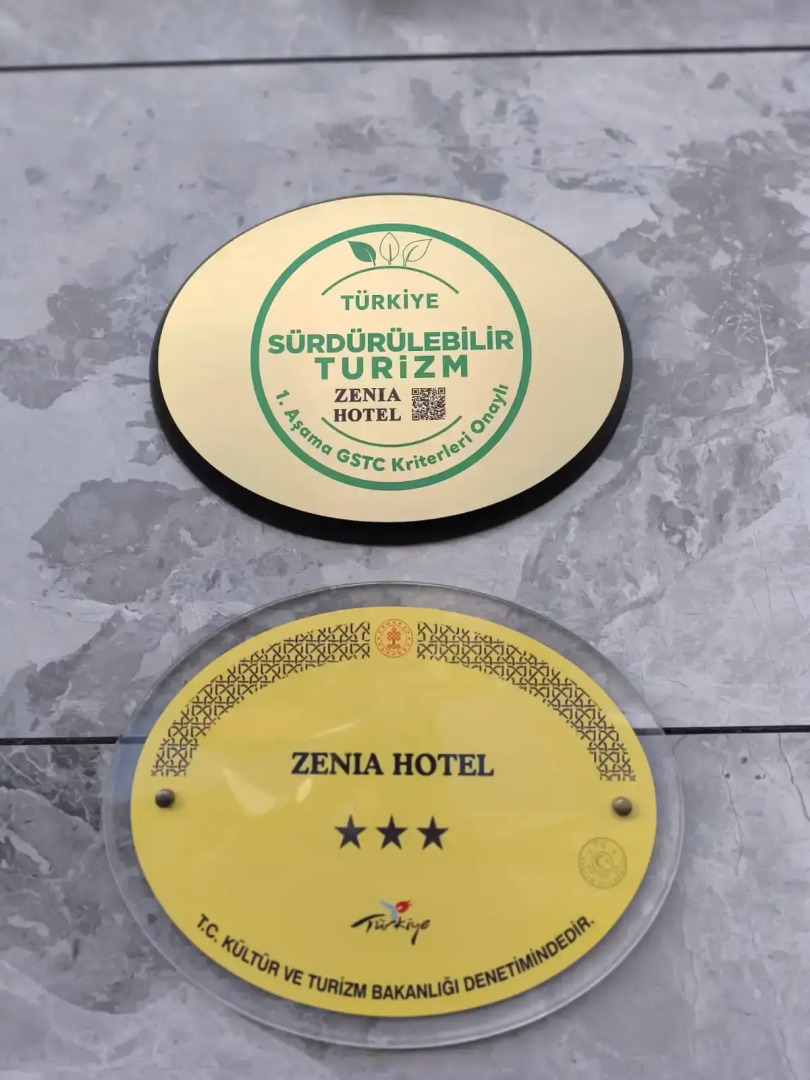 TÜRKİYE
SÜRDÜRÜLEBİLİR
TURİZM
ZENIA
HOTEL
1. Aşama GSTC Kriterleri Onaylı
ZENIA HOTEL
Türkiye
T.C. KÜLTÜR VE TURİZM BAKANLIĞI DENETİMİNDEDİR.